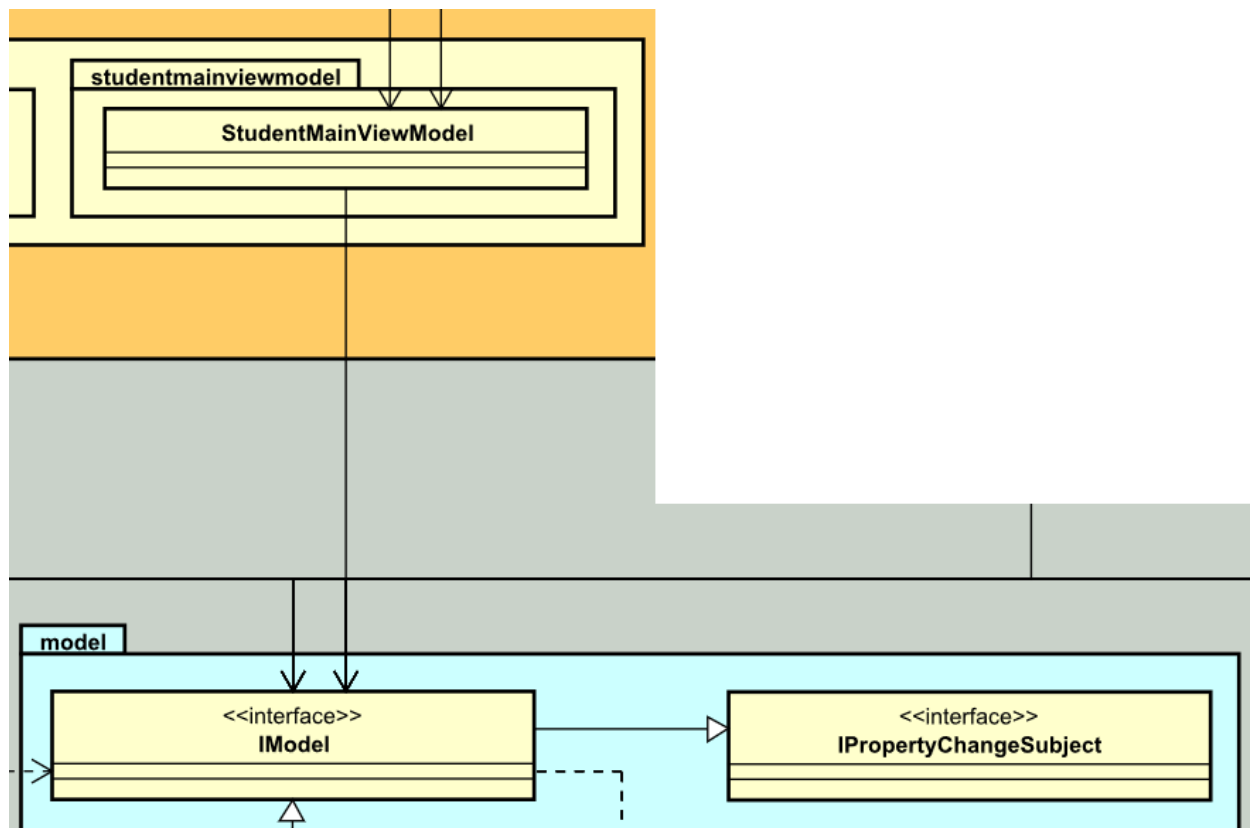 studentmainviewmodel
StudentMainViewModel
model
<<interface>>
IModel
<<interface>>
IPropertyChangeSubject